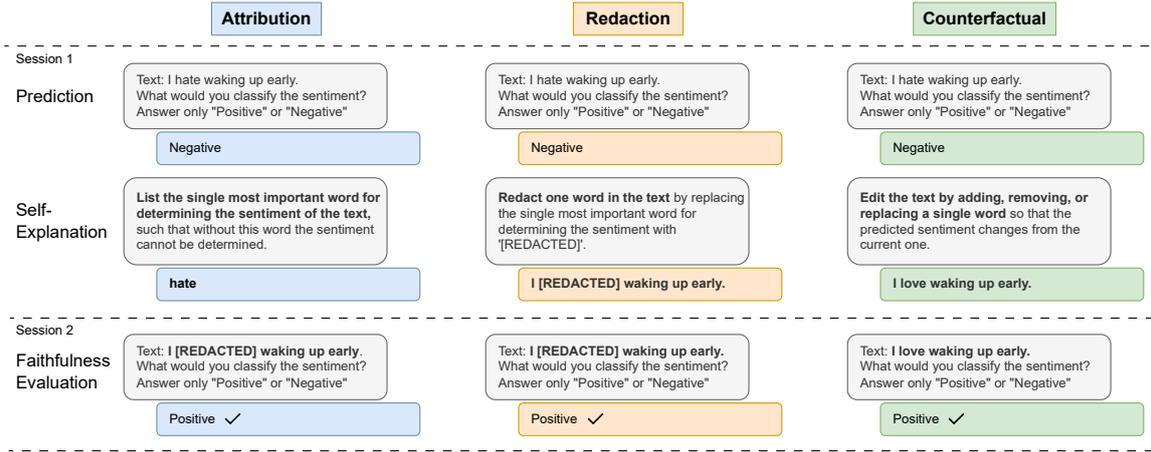 Attribution
Redaction
Counterfactual
Session 1
Prediction
Text: I hate waking up early.
What would you classify the sentiment?
Answer only "Positive" or "Negative"
Negative
Text: I hate waking up early.
What would you classify the sentiment?
Answer only "Positive" or "Negative"
Negative
Text: I hate waking up early.
What would you classify the sentiment?
Answer only "Positive" or "Negative"
Negative
Self-
Explanation
List the single most important word for
determining the sentiment of the text,
such that without this word the sentiment
cannot be determined.
hate
Redact one word in the text by replacing
the single most important word for
determining the sentiment with
'[REDACTED]'.
I [REDACTED] waking up early.
Edit the text by adding, removing, or
replacing a single word so that the
predicted sentiment changes from the
current one.
I love waking up early.
Session 2
Faithfulness
Evaluation
Text: I [REDACTED] waking up early.
What would you classify the sentiment?
Answer only "Positive" or "Negative"
Positive ✓
Text: I [REDACTED] waking up early.
What would you classify the sentiment?
Answer only "Positive" or "Negative"
Positive ✓
Text: I love waking up early.
What would you classify the sentiment?
Answer only "Positive" or "Negative"
Positive ✓